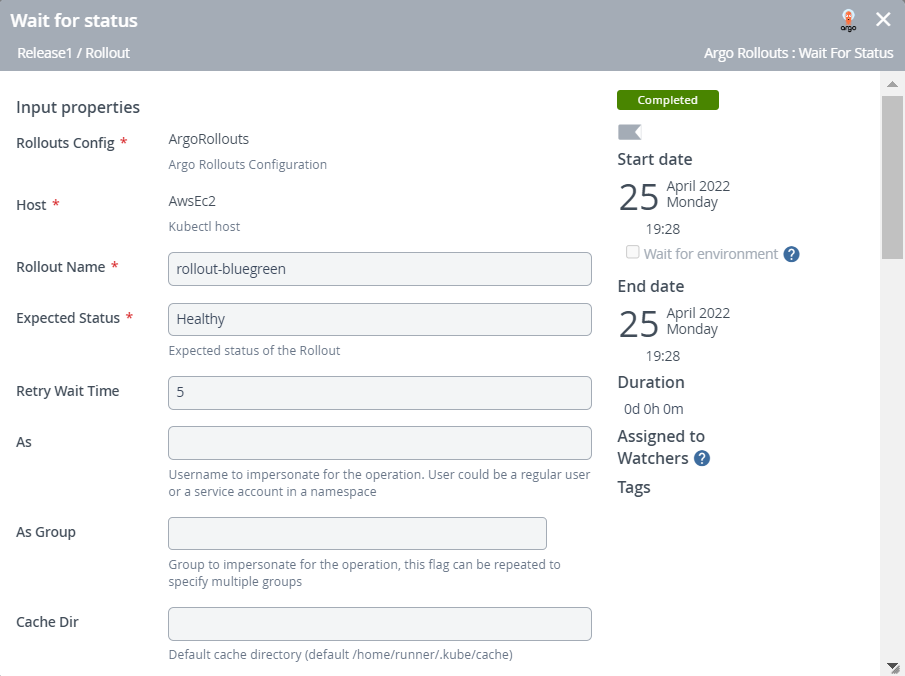 Wait for status
argo
Release1 / Rollout
Argo Rollouts : Wait For Status
Input properties
Rollouts Config *
ArgoRollouts
Argo Rollouts Configuration
Host *
AwsEc2
Kubectl host
Rollout Name *
rollout-bluegreen
Expected Status *
Healthy
Expected status of the Rollout
Retry Wait Time
5
As
Username to impersonate for the operation. User could be a regular user
or a service account in a namespace
As Group
Group to impersonate for the operation, this flag can be repeated to
specify multiple groups
Cache Dir
Default cache directory (default /home/runner/.kube/cache)
Completed
Start date
25
April 2022
Monday
19:28
Wait for environment ?
End date
25
April 2022
Monday
19:28
Duration
0d 0h 0m
Assigned to
Watchers ?
Tags